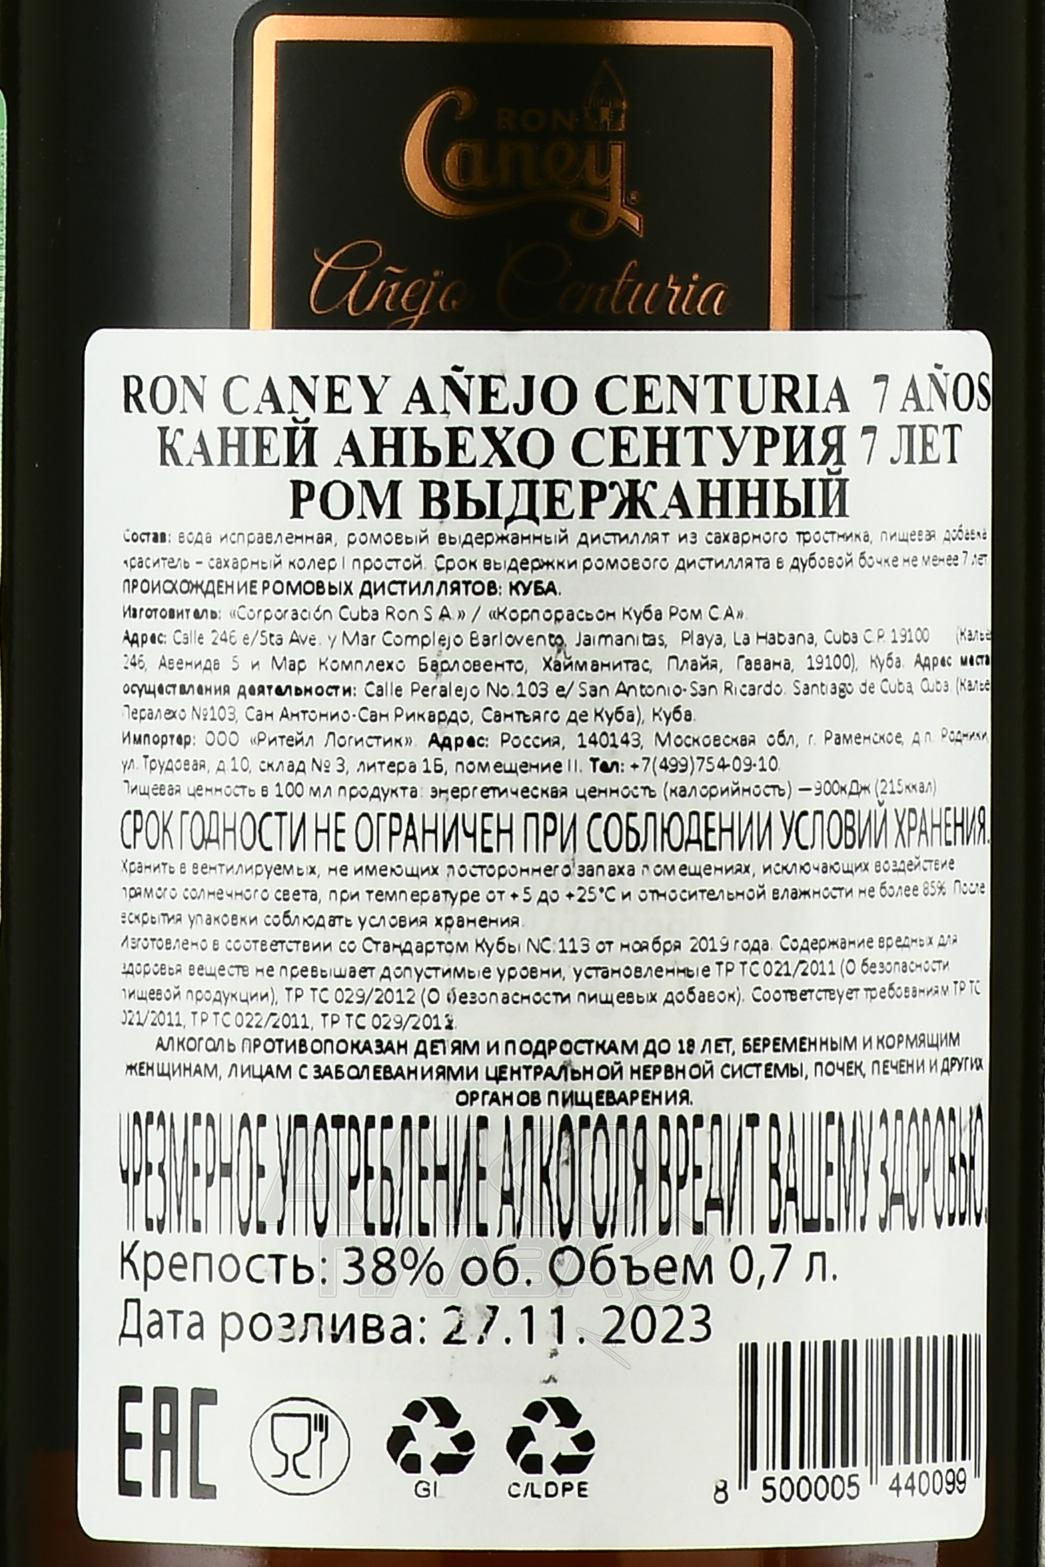 RON
Caney
Añejo Centuria
RON CANEY AÑEJO CENTURIA 7 AÑOS
КАНЕЙ АНЬЕХО СЕНТУРИЯ 7 ЛЕТ
РОМ ВЫДЕРЖАННЫЙ
Состав: вода исправленная, ромовый выдержанный дистиллят из сахарного тростника, пищевая добавка
краситель – сахарный колер I простой. Срок выдержки ромового дистиллята в дубовой бочке не менее 7 лет
ПРОИСХОЖДЕНИЕ РОМОВЫХ ДИСТИЛЛЯТОВ: КУБА.
Изготовитель: «Corporación Cuba Ron S.A.» / «Корпорасьон Куба Ром С.А».
Адрес: Calle 246 e/5ta Ave. y Mar Complejo Barlovento, Jaimanitas, Playa, La Habana, Cuba C.P. 19100 (Калье
246, Авенида 5 и Мар Комплехо Барловенто, Хайманитас, Плайя, Гавана, 19100), Куба. Адрес места
осуществления деятельности: Calle Peralejo No.103 e/ San Antonio-San Ricardo. Santiago de Cuba, Cuba. (Калье
Пералехо №103, Сан Антонио-Сан Рикардо, Сантьяго де Куба), Куба.
Импортер: ООО «Ритейл Логистик». Адрес: Россия, 140143, Московская обл, г. Раменское, д.п. Родники,
ул. Трудовая, д.10, склад № 3, литера 1Б, помещение II. Тел: +7(499)754-09-10.
Пищевая ценность в 100 мл продукта: энергетическая ценность (калорийность) —900кДж (215ккал)
СРОК ГОДНОСТИ НЕ ОГРАНИЧЕН ПРИ СОБЛЮДЕНИИ УСЛОВИЙ ХРАНЕНИЯ.
Хранить в вентилируемых, не имеющих постороннего запаха помещениях, исключающих воздействие
прямого солнечного света, при температуре от +5 до +25°С и относительной влажности не более 85%. После
вскрытия упаковки соблюдать условия хранения.
Изготовлено в соответствии со Стандартом Кубы NC:113 от ноября 2019 года. Содержание вредных для
здоровья веществ не превышает допустимые уровни, установленные ТР ТС 021/2011 (О безопасности
пищевой продукции), ТР ТС 029/2012 (О безопасности пищевых добавок). Соответствует требованиям ТР ТС
021/2011, ТР ТС 022/2011, ТР ТС 029/2012.
АЛКОГОЛЬ ПРОТИВОПОКАЗАН ДЕТЯМ И ПОДРОСТКАМ ДО 18 ЛЕТ, БЕРЕМЕННЫМ И КОРМЯЩИМ
ЖЕНЩИНАМ, ЛИЦАМ С ЗАБОЛЕВАНИЯМИ ЦЕНТРАЛЬНОЙ НЕРВНОЙ СИСТЕМЫ, ПОЧЕК, ПЕЧЕНИ И ДРУГИХ
ОРГАНОВ ПИЩЕВАРЕНИЯ.
ЧРЕЗМЕРНОЕ УПОТРЕБЛЕНИЕ АЛКОГОЛЯ ВРЕДИТ ВАШЕМУ ЗДОРОВЬЮ.
Крепость: 38% об. Объем 0,7 л.
Дата розлива: 27.11.2023
EAC
GL C/LDPE
8 500005 440099